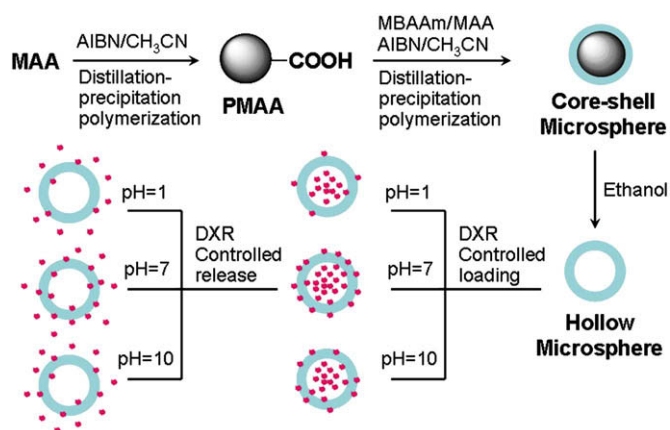 MAA
AIBN/CH3CN
Distillation-
precipitation
polymerization
COOH
PMAA
MBAAm/MAA
AIBN/CH3CN
Distillation-
precipitation
polymerization
Core-shell
Microsphere
Ethanol
Hollow
Microsphere
pH=1
pH=7
pH=10
DXR
Controlled
loading
pH=1
pH=7
pH=10
DXR
Controlled
release